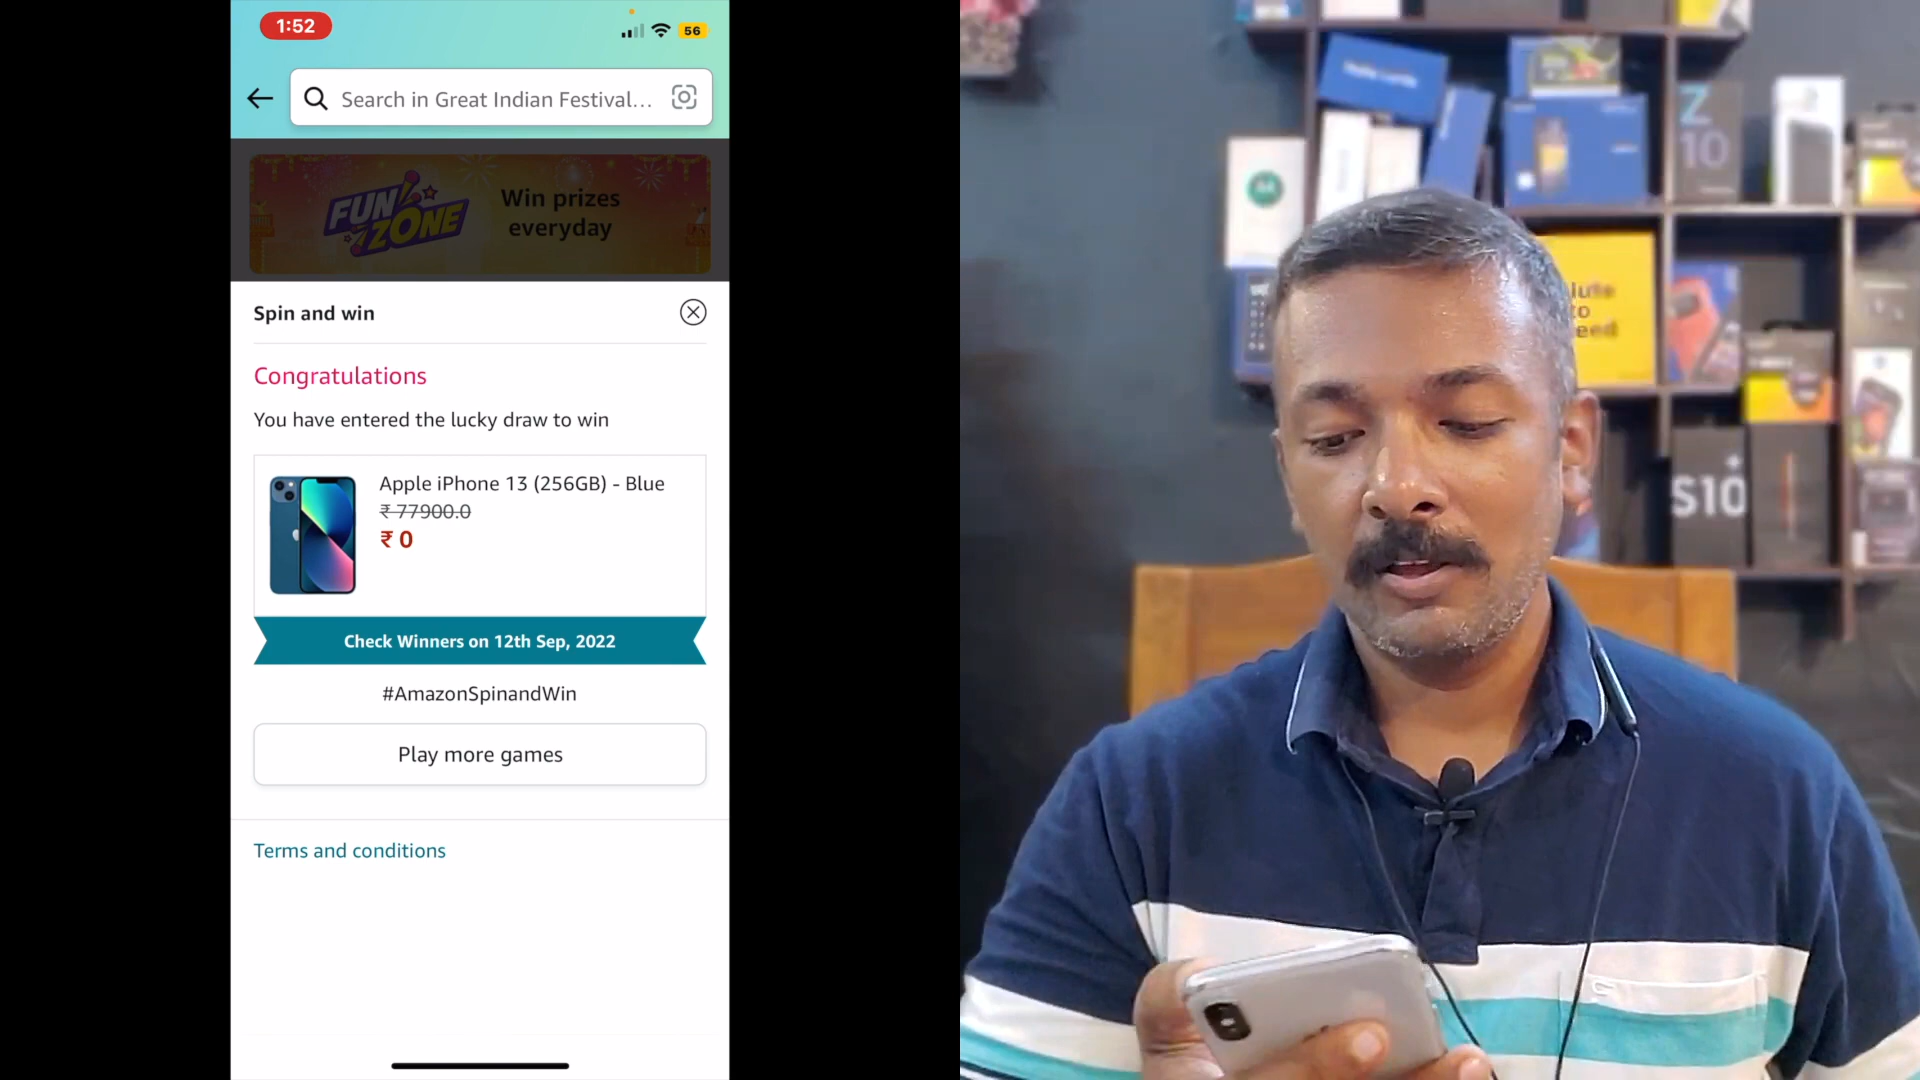 1:52
56
Search in Great Indian Festival...
FUN ZONE
Win prizes
everyday
Spin and win
Congratulations
You have entered the lucky draw to win
Apple iPhone 13 (256GB) - Blue
₹ 77900.0
₹ 0
Check Winners on 12th Sep, 2022
#AmazonSpinandWin
Play more games
Terms and conditions
Z
10
S10